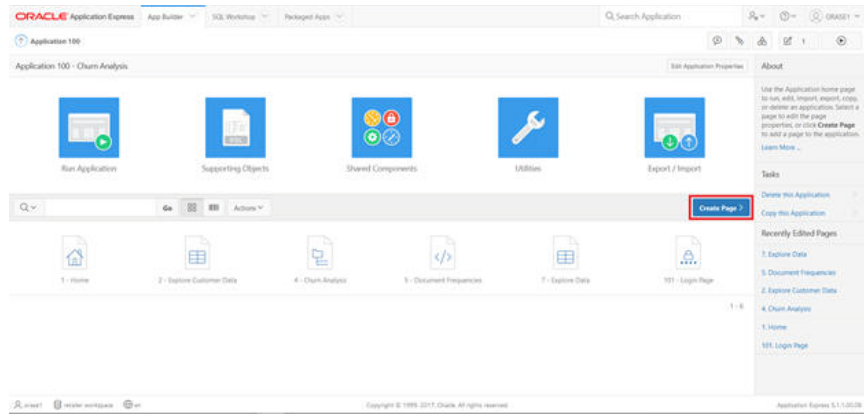 ORACLE Application Express App Builder SQL Workshop Packaged Apps Search Application ORASE1
Application 100 1
Application 100 - Churn Analysis Edit Application Properties
Run Application Supporting Objects Shared Components Utilities Export / Import
Go Actions Create Page >
1 - Home 2 - Explore Customer Data 4 - Churn Analysis 5 - Document Frequencies 7 - Explore Data 101 - Login Page
1 - 6
About
Use the Application home page
to run, edit, import, export, copy,
or delete an application. Select a
page to edit the page
properties, or click Create Page
to add a page to the application.
Learn More ...
Tasks
Delete this Application
Copy this Application
Recently Edited Pages
7. Explore Data
5. Document Frequencies
2. Explore Customer Data
4. Churn Analysis
1. Home
101. Login Page
orase1 retailer workspace en Copyright © 1999, 2017, Oracle. All rights reserved. Application Express 5.1.1.00.08